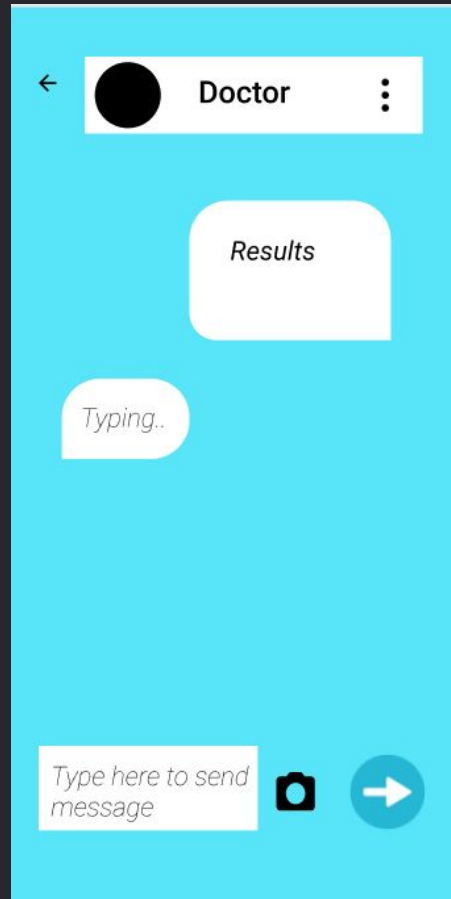 Doctor
Results
Typing..
Type here to send
message